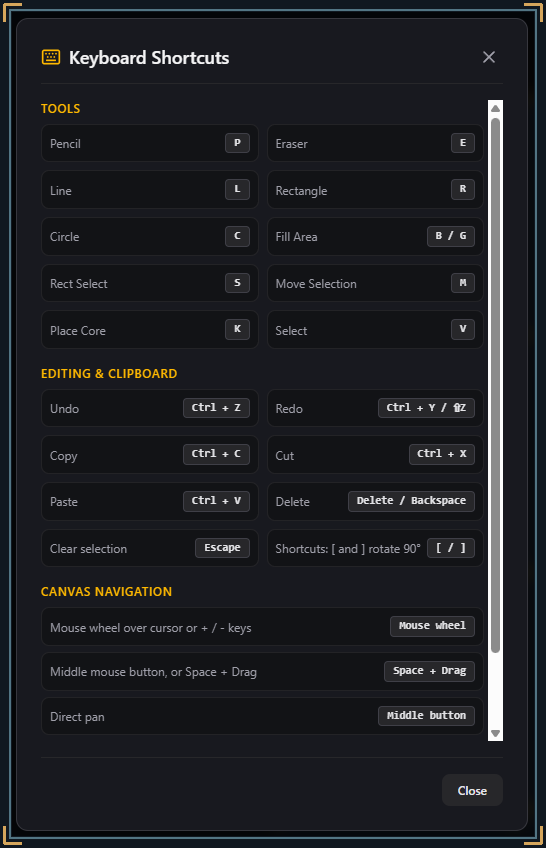 Keyboard Shortcuts
TOOLS
Pencil P
Eraser E
Line L
Rectangle R
Circle C
Fill Area B / G
Rect Select S
Move Selection M
Place Core K
Select V
EDITING & CLIPBOARD
Undo Ctrl + Z
Redo Ctrl + Y / ⇧Z
Copy Ctrl + C
Cut Ctrl + X
Paste Ctrl + V
Delete Delete / Backspace
Clear selection Escape
Shortcuts: [ and ] rotate 90° [ / ]
CANVAS NAVIGATION
Mouse wheel over cursor or + / - keys Mouse wheel
Middle mouse button, or Space + Drag Space + Drag
Direct pan Middle button
Close